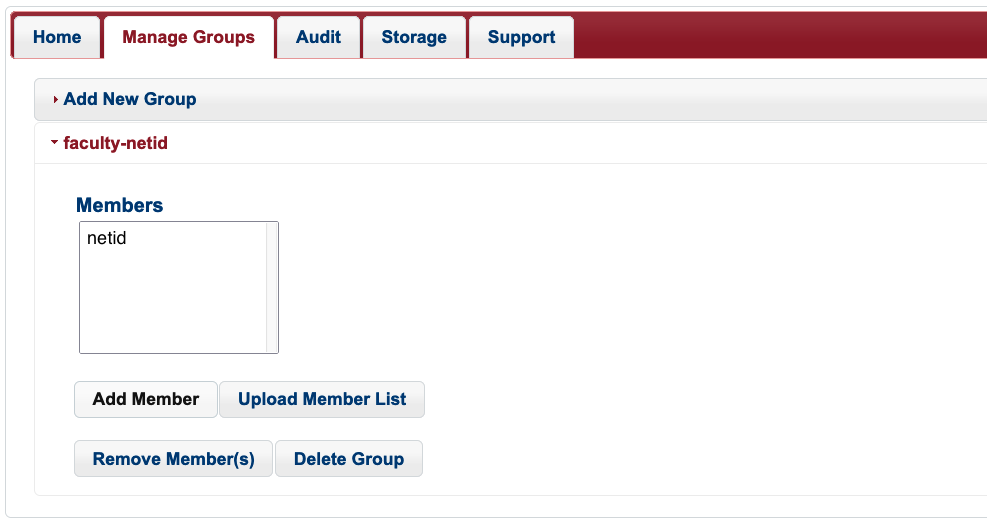 Home Manage Groups Audit Storage Support
Add New Group
faculty-netid
Members
netid
Add Member Upload Member List
Remove Member(s) Delete Group